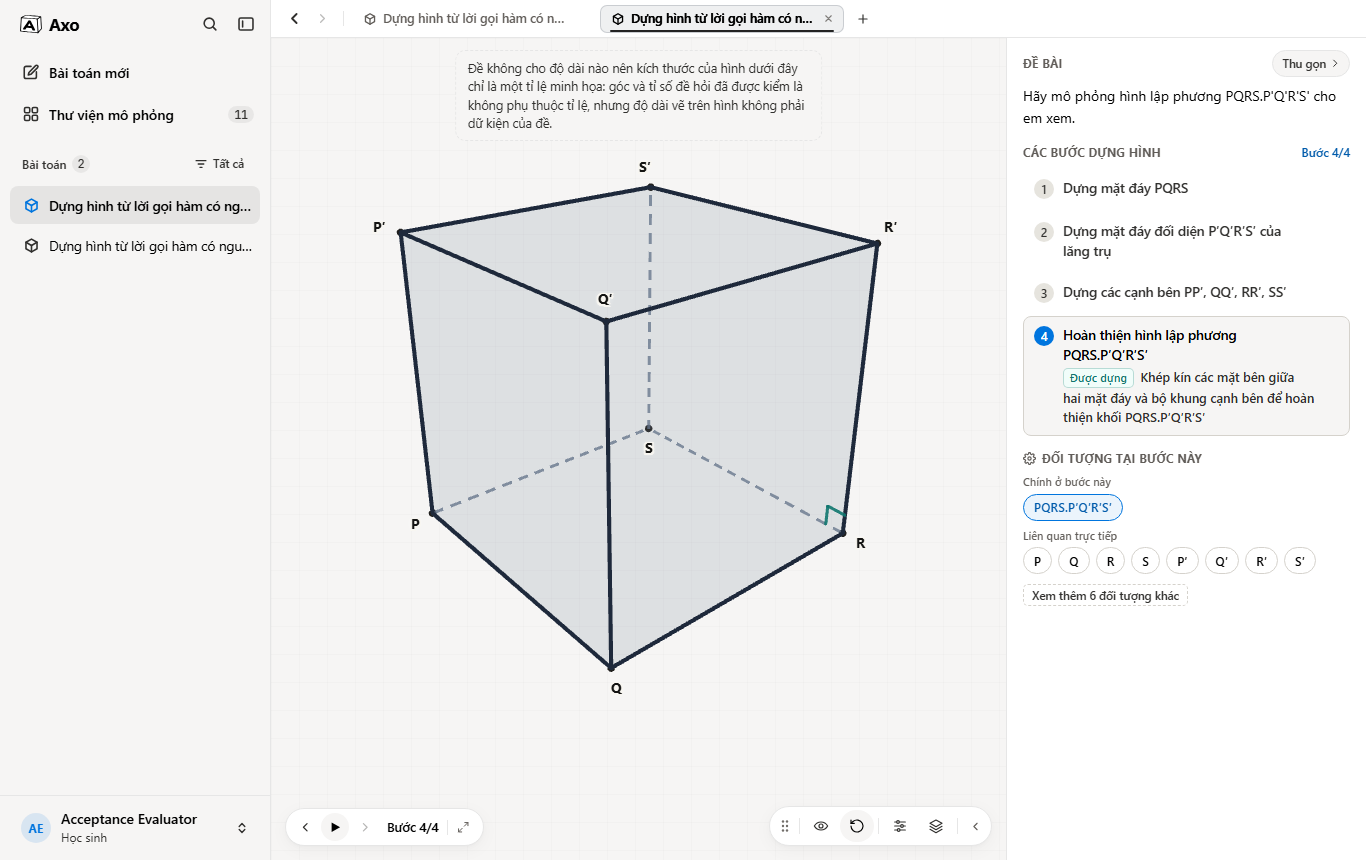 Axo
Bài toán mới
Thư viện mô phỏng 11
Bài toán 2 Tất cả
Dựng hình từ lời gọi hàm có ng...
Dựng hình từ lời gọi hàm có ngu...
AE
Acceptance Evaluator
Học sinh
Dựng hình từ lời gọi hàm có n...
Dựng hình từ lời gọi hàm có n...
Đề không cho độ dài nào nên kích thước của hình dưới đây
chỉ là một tỉ lệ minh họa: góc và tỉ số đề hỏi đã được kiểm là
không phụ thuộc tỉ lệ, nhưng độ dài vẽ trên hình không phải
dữ kiện của đề.
S′
P′
R′
Q′
S
P
R
Q
Bước 4/4
ĐỀ BÀI
Thu gọn
Hãy mô phỏng hình lập phương PQRS.P'Q'R'S' cho
em xem.
CÁC BƯỚC DỰNG HÌNH Bước 4/4
1 Dựng mặt đáy PQRS
2 Dựng mặt đáy đối diện P′Q′R′S′ của
lăng trụ
3 Dựng các cạnh bên PP′, QQ′, RR′, SS′
4 Hoàn thiện hình lập phương
PQRS.P′Q′R′S′
Được dựng Khép kín các mặt bên giữa
hai mặt đáy và bộ khung cạnh bên để hoàn
thiện khối PQRS.P′Q′R′S′
ĐỐI TƯỢNG TẠI BƯỚC NÀY
Chính ở bước này
PQRS.P′Q′R′S′
Liên quan trực tiếp
P Q R S P′ Q′ R′ S′
Xem thêm 6 đối tượng khác